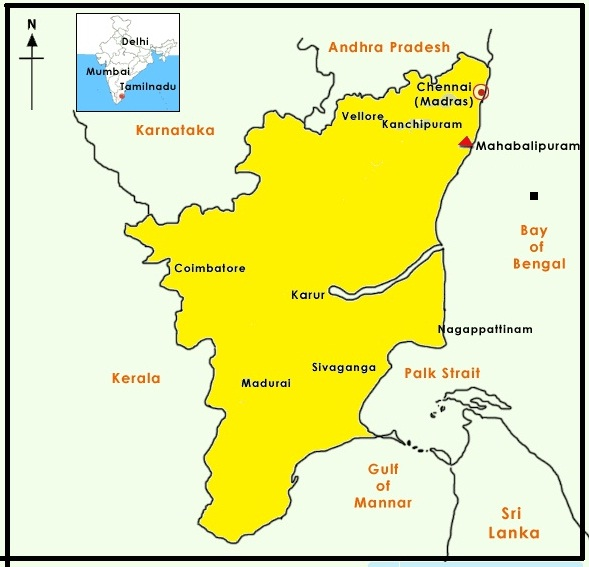 N
Delhi
Mumbai
Tamilnadu
Andhra Pradesh
Karnataka
Chennai
(Madras)
Vellore
Kanchipuram
Mahabalipuram
Bay
of
Bengal
Coimbatore
Karur
Nagappattinam
Sivaganga
Palk Strait
Kerala
Madurai
Gulf
of
Mannar
Sri
Lanka